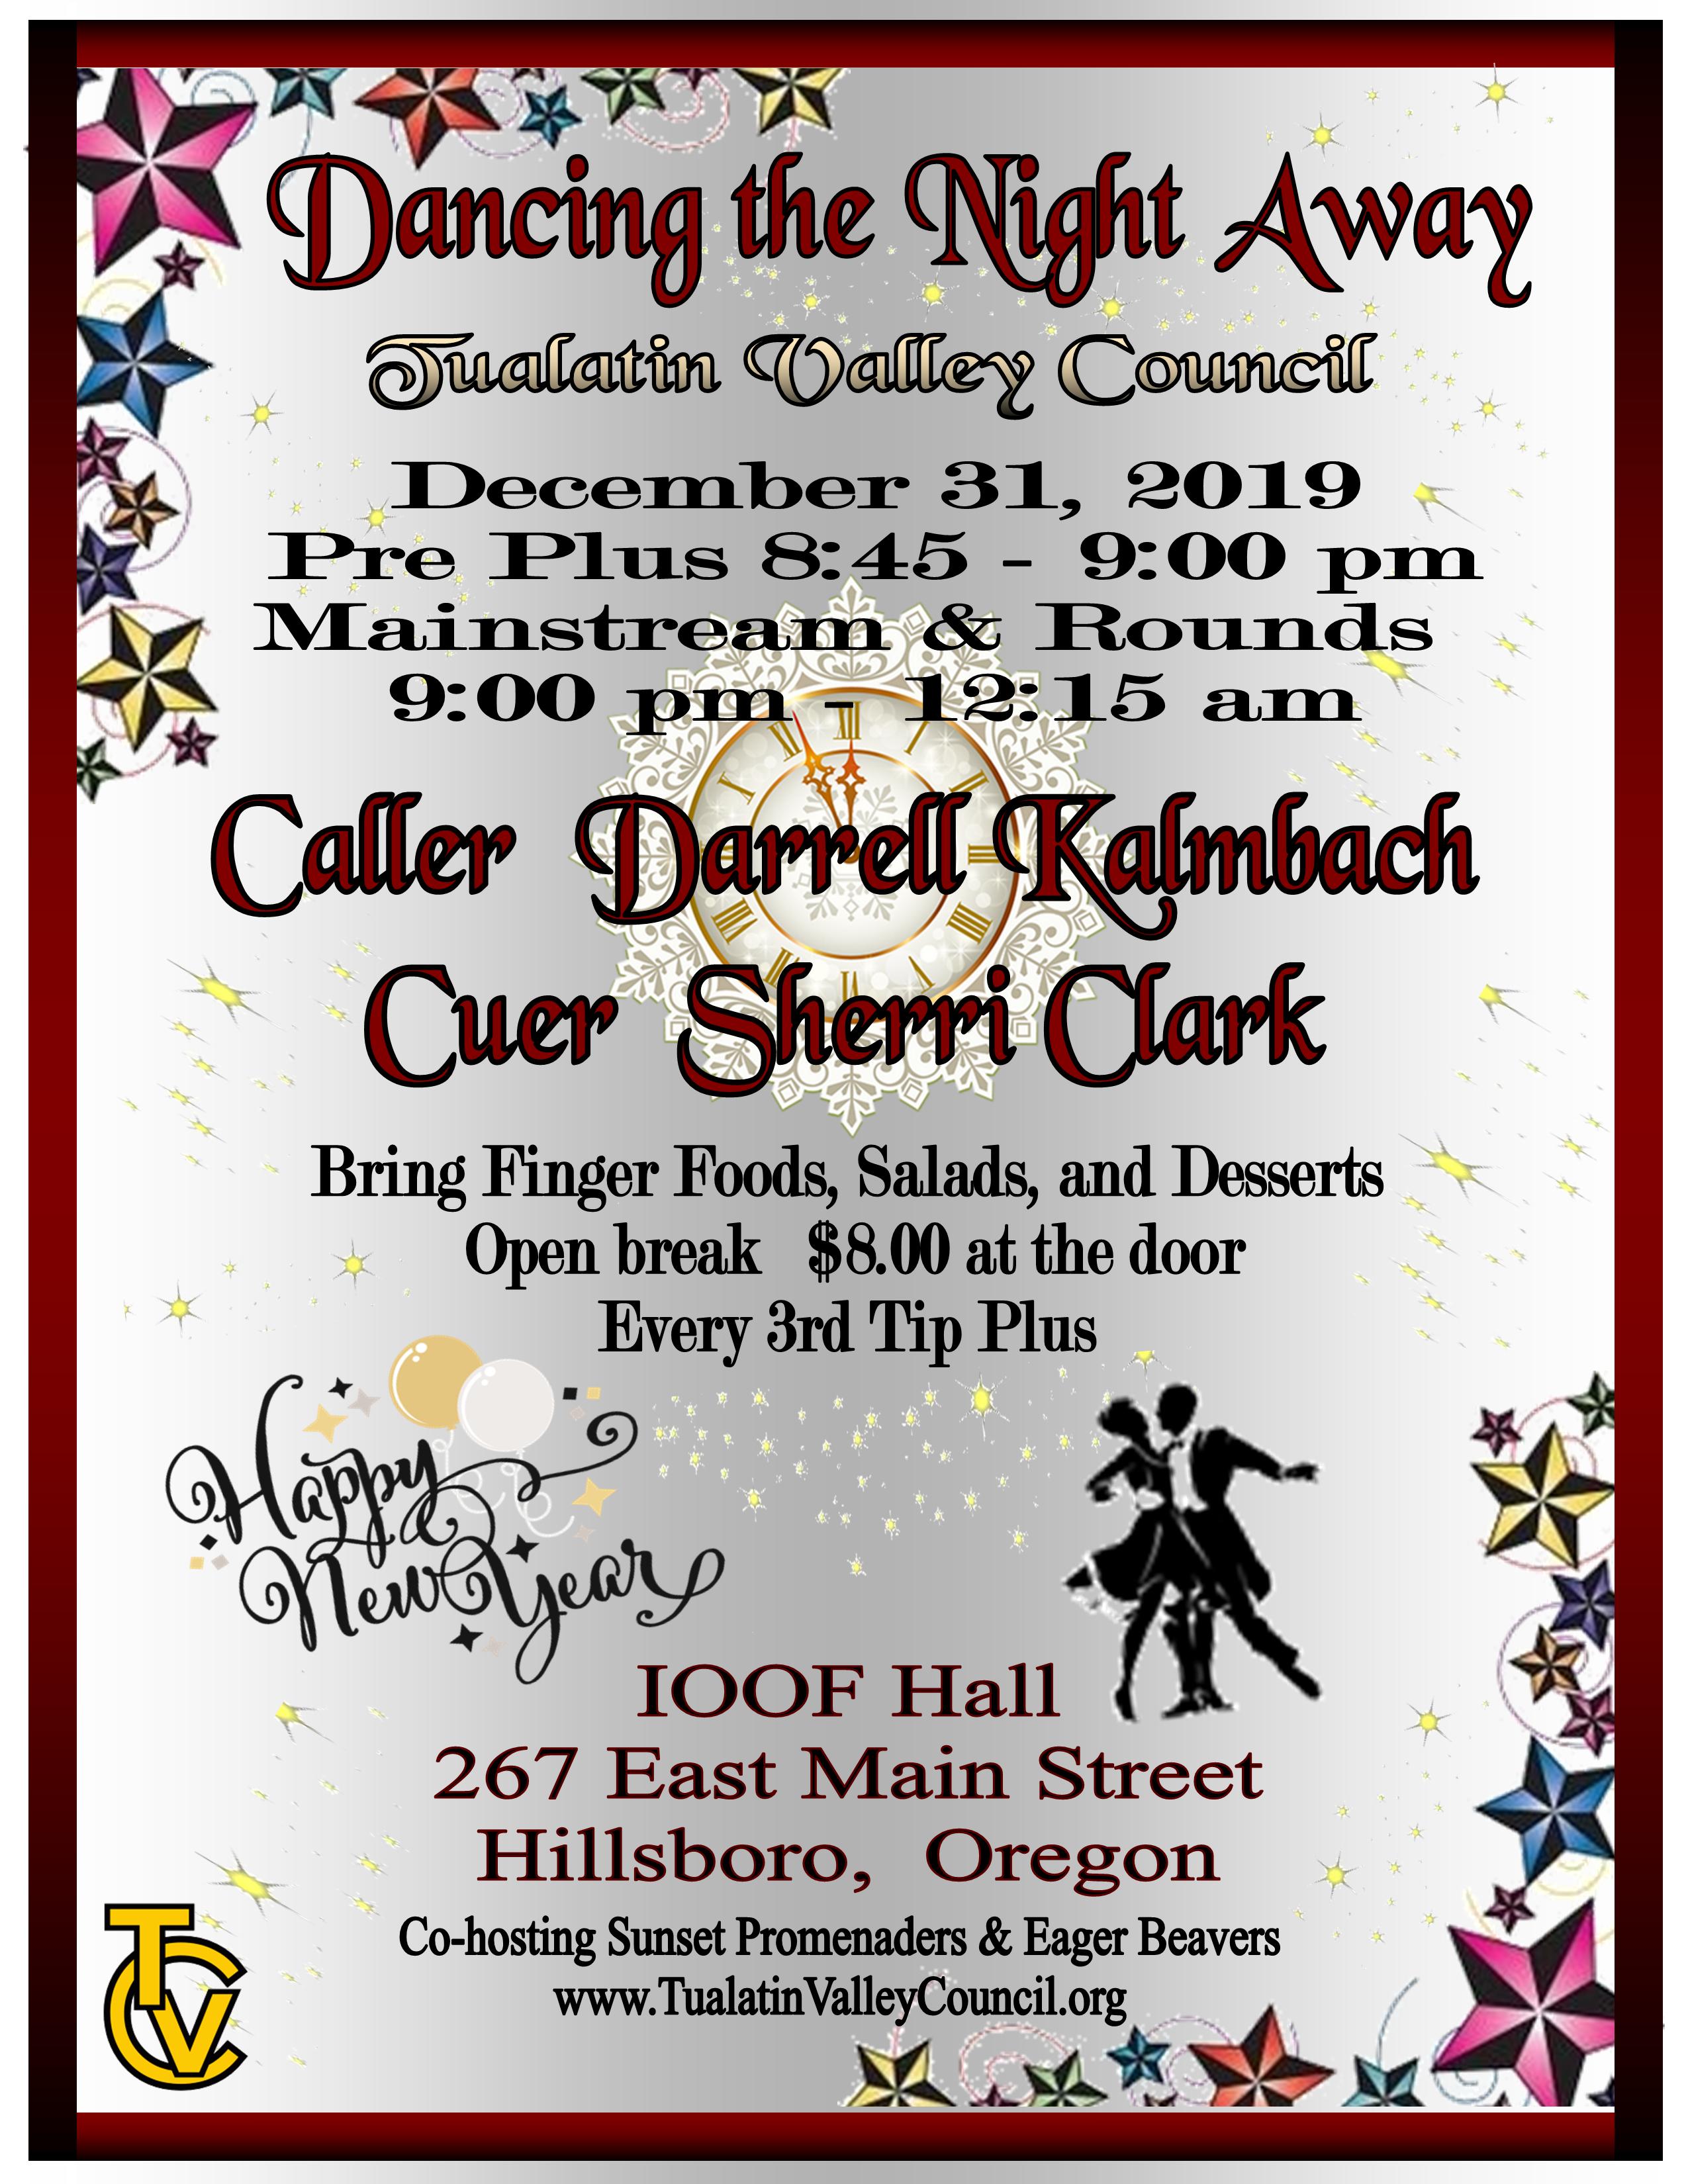 Dancing the Night Away
Tualatin Valley Council
December 31, 2019
Pre Plus 8:45 - 9:00 pm
Mainstream & Rounds
9:00 pm - 12:15 am
Caller Darrell Kalmbach
Cuer Sherri Clark
Bring Finger Foods, Salads, and Desserts
Open break $8.00 at the door
Every 3rd Tip Plus
Happy
New Year
IOOF Hall
267 East Main Street
Hillsboro, Oregon
Co-hosting Sunset Promenaders & Eager Beavers
www.TualatinValleyCouncil.org
TVC